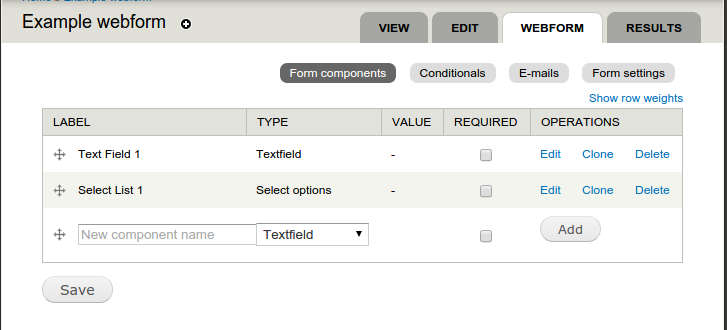 Example webform
VIEW EDIT WEBFORM RESULTS
Form components Conditionals E-mails Form settings
Show row weights
LABEL TYPE VALUE REQUIRED OPERATIONS
Text Field 1 Textfield - Edit Clone Delete
Select List 1 Select options - Edit Clone Delete
New component name Textfield Add
Save